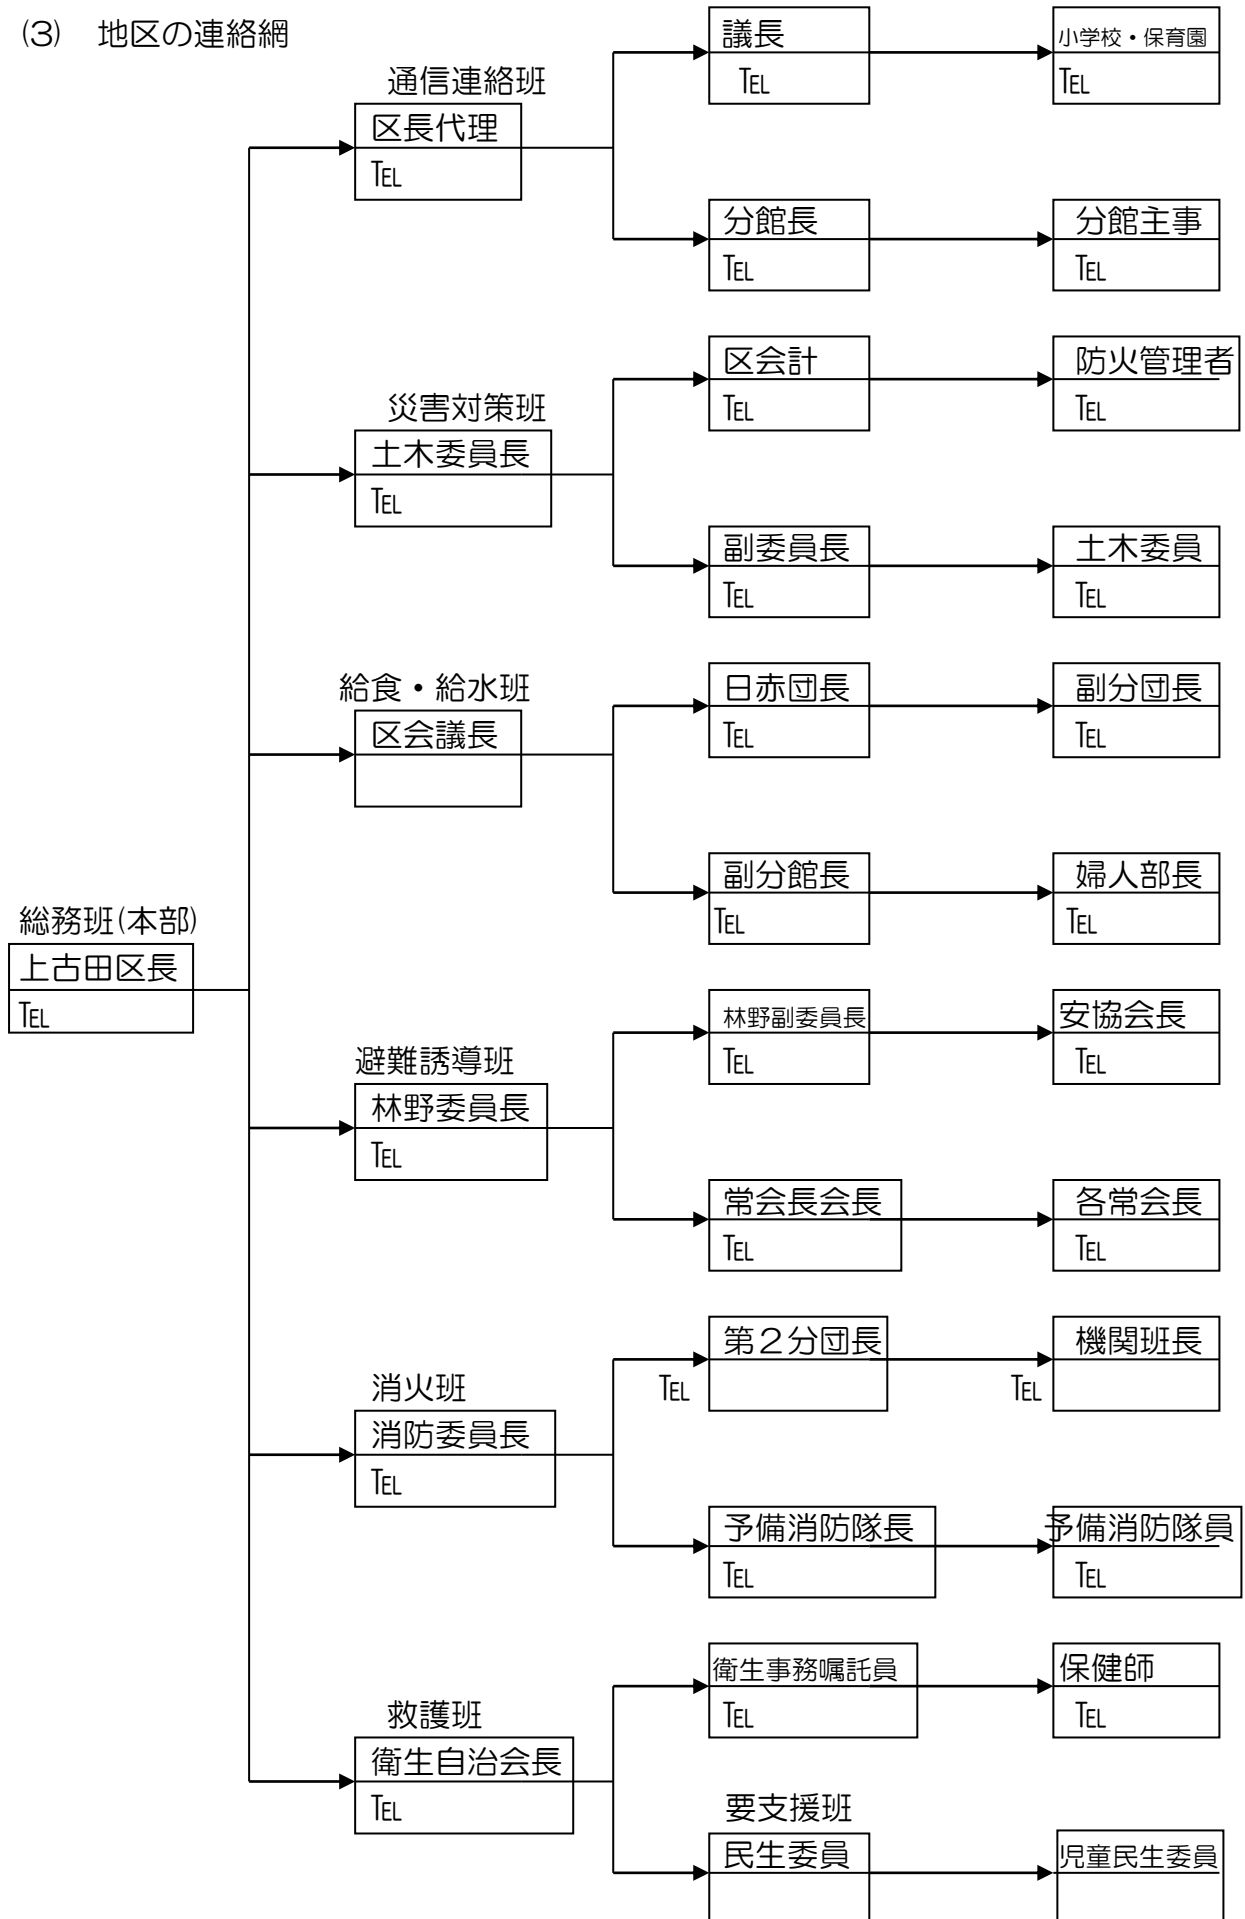 (3)　地区の連絡網
議長
TEL
小学校・保育園
TEL
通信連絡班
区長代理
TEL
分館長
TEL
分館主事
TEL
区会計
TEL
防火管理者
TEL
災害対策班
土木委員長
TEL
副委員長
TEL
土木委員
TEL
日赤団長
TEL
副分団長
TEL
給食・給水班
区会議長
副分館長
TEL
婦人部長
TEL
総務班(本部)
上古田区長
TEL
林野副委員長
TEL
安協会長
TEL
避難誘導班
林野委員長
TEL
常会長会長
TEL
各常会長
TEL
第２分団長
TEL
機関班長
TEL
消火班
消防委員長
TEL
予備消防隊長
TEL
予備消防隊員
TEL
衛生事務嘱託員
TEL
保健師
TEL
救護班
衛生自治会長
TEL
要支援班
民生委員
児童民生委員